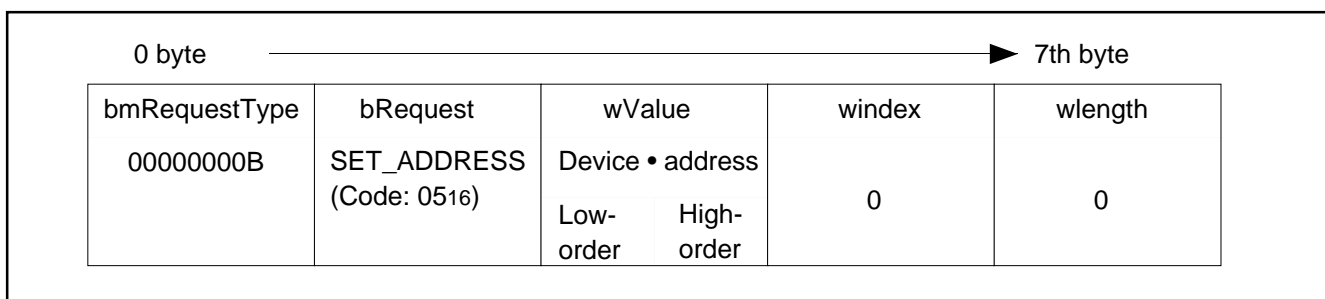 0 byte 7th byte
bmRequestType bRequest wValue windex wlength
00000000B SET_ADDRESS Device • address
(Code: 0516) 0 0
Low- High-
order order